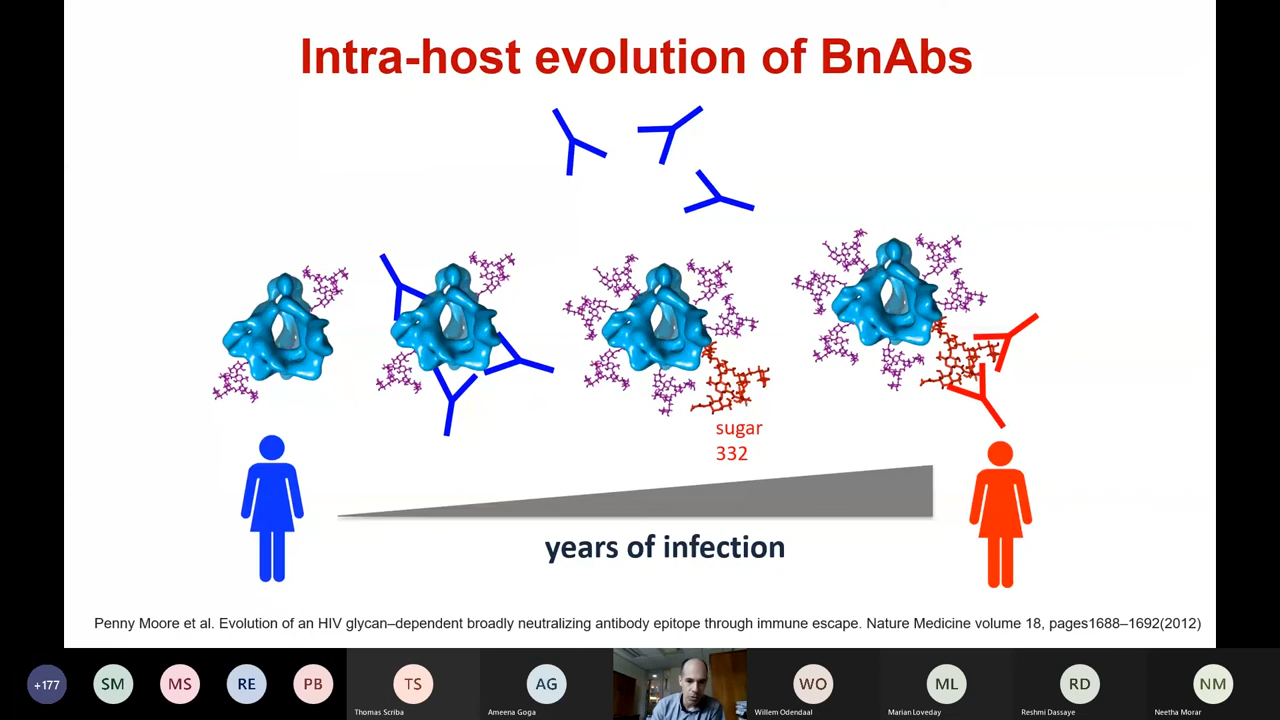 Intra-host evolution of BnAbs
sugar
332
years of infection
Penny Moore et al. Evolution of an HIV glycan–dependent broadly neutralizing antibody epitope through immune escape. Nature Medicine volume 18, pages1688–1692(2012)
+177
SM
MS
RE
PB
TS
AG
WO
ML
RD
NM
Thomas Scriba
Ameena Goga
Willem Odendaal
Marian Loveday
Reshmi Dassaye
Neetha Morar